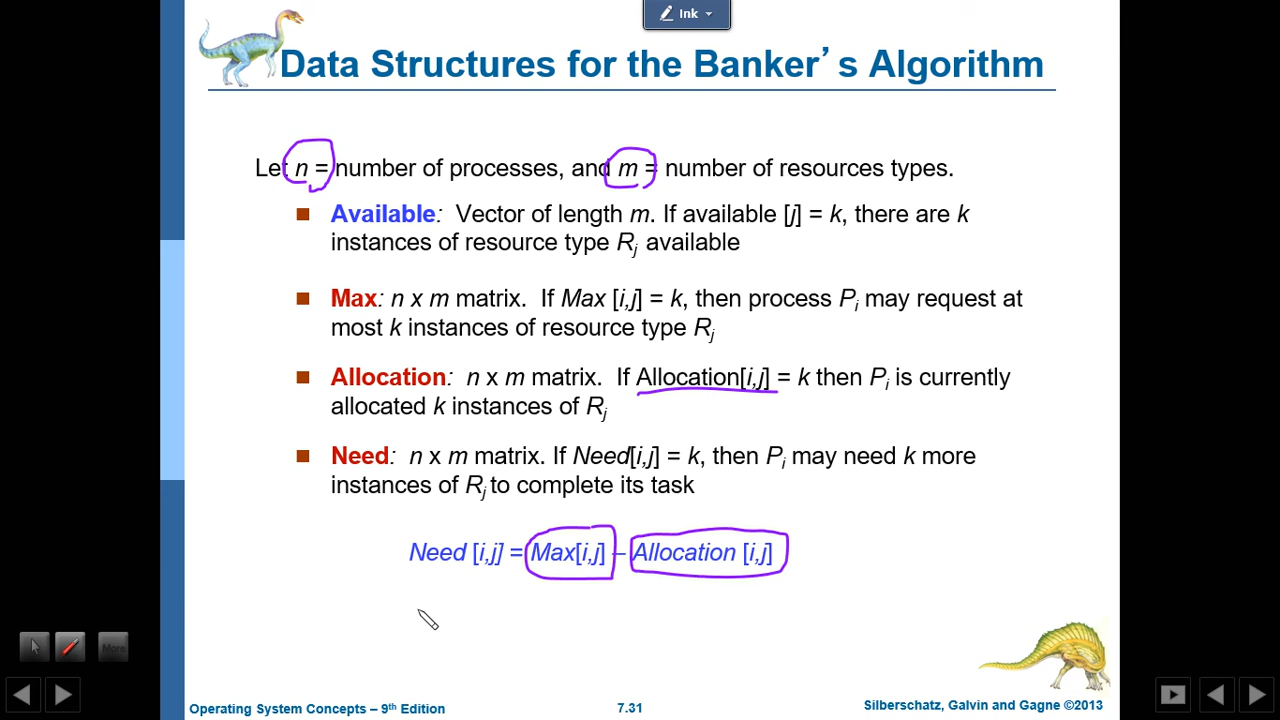 Ink
Data Structures for the Banker’s Algorithm
Let n = number of processes, and m = number of resources types.
Available: Vector of length m. If available [j] = k, there are k
instances of resource type Rj available
Max: n x m matrix. If Max [i,j] = k, then process Pi may request at
most k instances of resource type Rj
Allocation: n x m matrix. If Allocation[i,j] = k then Pi is currently
allocated k instances of Rj
Need: n x m matrix. If Need[i,j] = k, then Pi may need k more
instances of Rj to complete its task
Need [i,j] = Max[i,j] – Allocation [i,j]
More
Operating System Concepts – 9th Edition
7.31
Silberschatz, Galvin and Gagne ©2013